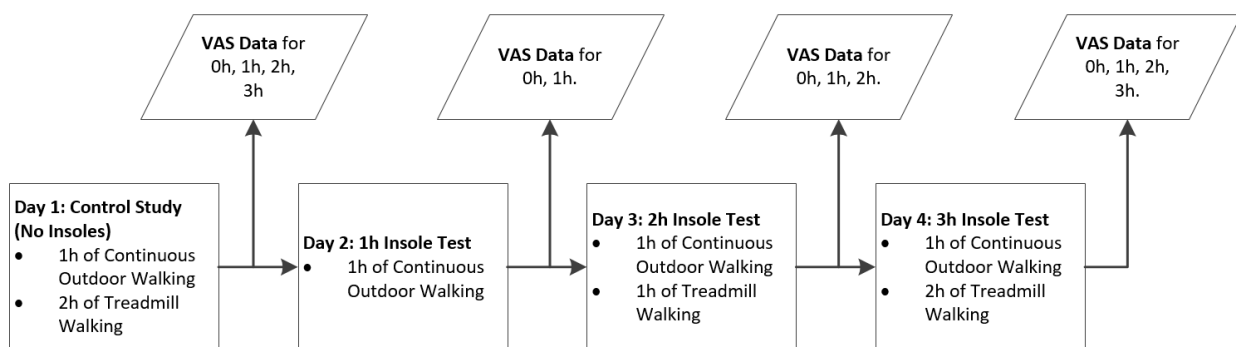 VAS Data for
0h, 1h, 2h,
3h
VAS Data for
0h, 1h.
VAS Data for
0h, 1h, 2h.
VAS Data for
0h, 1h, 2h,
3h.
Day 1: Control Study
(No Insoles)
• 1h of Continuous
Outdoor Walking
• 2h of Treadmill
Walking
Day 2: 1h Insole Test
• 1h of Continuous
Outdoor Walking
Day 3: 2h Insole Test
• 1h of Continuous
Outdoor Walking
• 1h of Treadmill
Walking
Day 4: 3h Insole Test
• 1h of Continuous
Outdoor Walking
• 2h of Treadmill
Walking